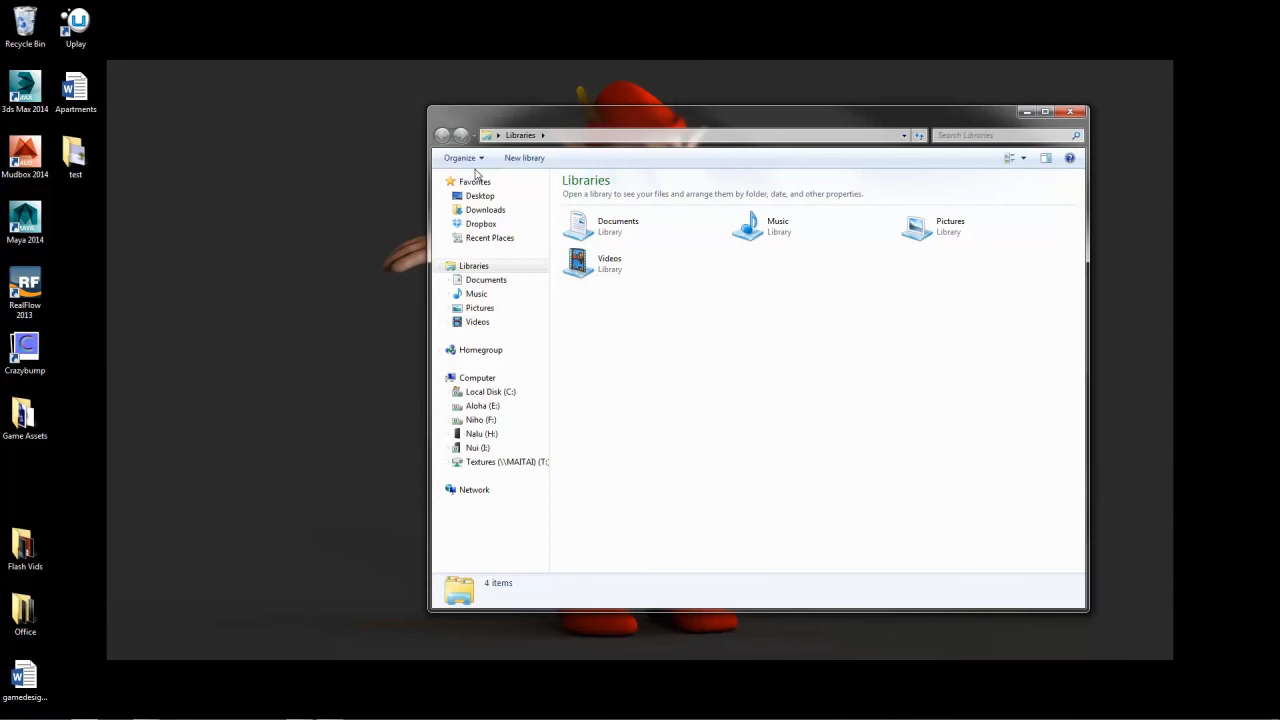 Recycle Bin
Uplay
3ds Max 2014
Apartments
Mudbox 2014
test
Maya 2014
RealFlow
2013
Crazybump
Game Assets
Flash Vids
Office
gamedesig...
Libraries
Search Libraries
Organize
New library
Favorites
Desktop
Downloads
Dropbox
Recent Places
Libraries
Documents
Music
Pictures
Videos
Homegroup
Computer
Local Disk (C:)
Aloha (E:)
Niho (F:)
Nalu (H:)
Nui (I:)
Textures (\\MAITAI) (T:)
Network
Libraries
Open a library to see your files and arrange them by folder, date, and other properties.
Documents
Library
Music
Library
Pictures
Library
Videos
Library
4 items